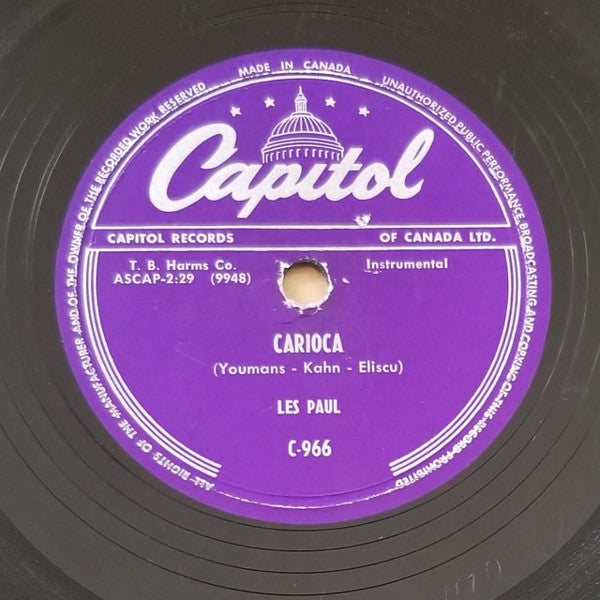 MADE IN CANADA
UNAUTHORIZED PUBLIC PERFORMANCE BROADCASTING AND COPYING OF THIS RECORD PROHIBITED
ALL RIGHTS OF THE MANUFACTURER AND OF THE OWNER OF THE RECORDED WORK RESERVED
Capitol
CAPITOL RECORDS OF CANADA LTD.
T. B. Harms Co. Instrumental
ASCAP-2:29 (9948)
CARIOCA
(Youmans - Kahn - Eliscu)
LES PAUL
C-966